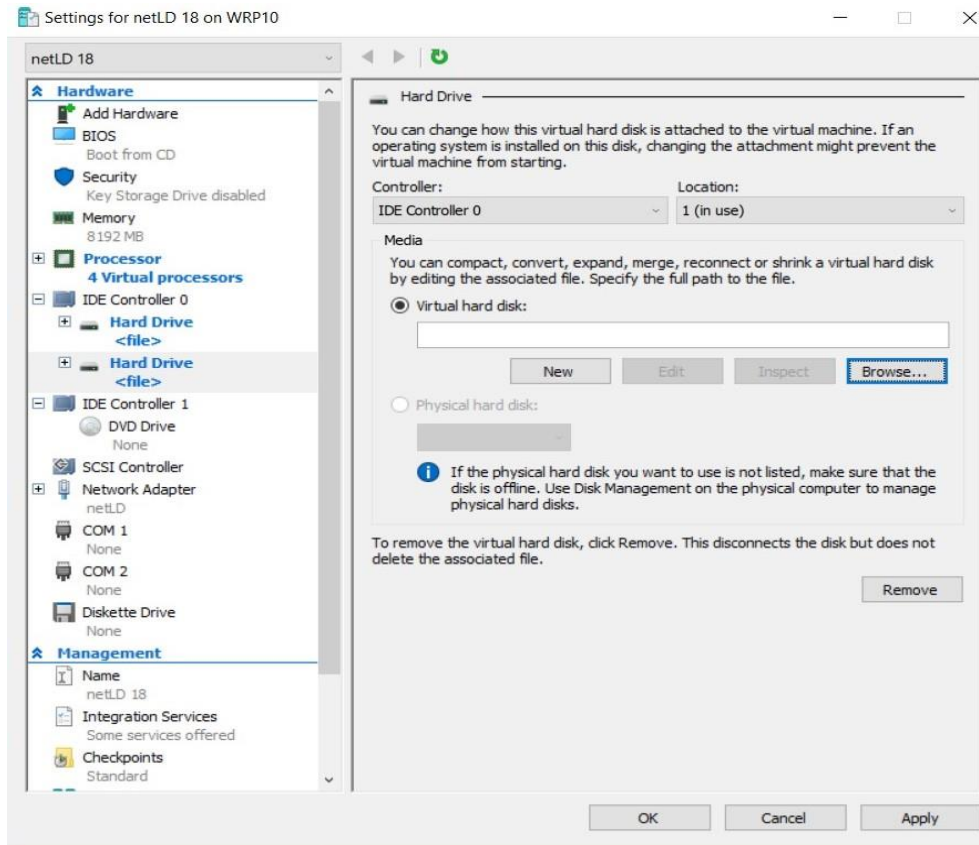 Settings for netLD 18 on WRP10
netLD 18
Hardware
Add Hardware
BIOS
Boot from CD
Security
Key Storage Drive disabled
Memory
8192 MB
Processor
4 Virtual processors
IDE Controller 0
Hard Drive
<file>
Hard Drive
<file>
IDE Controller 1
DVD Drive
None
SCSI Controller
Network Adapter
netLD
COM 1
None
COM 2
None
Diskette Drive
None
Management
Name
netLD 18
Integration Services
Some services offered
Checkpoints
Standard
Hard Drive
You can change how this virtual hard disk is attached to the virtual machine. If an
operating system is installed on this disk, changing the attachment might prevent the
virtual machine from starting.
Controller: Location:
IDE Controller 0 1 (in use)
Media
You can compact, convert, expand, merge, reconnect or shrink a virtual hard disk
by editing the associated file. Specify the full path to the file.
Virtual hard disk:
New Edit Inspect Browse...
Physical hard disk:
If the physical hard disk you want to use is not listed, make sure that the
disk is offline. Use Disk Management on the physical computer to manage
physical hard disks.
To remove the virtual hard disk, click Remove. This disconnects the disk but does not
delete the associated file.
Remove
OK Cancel Apply